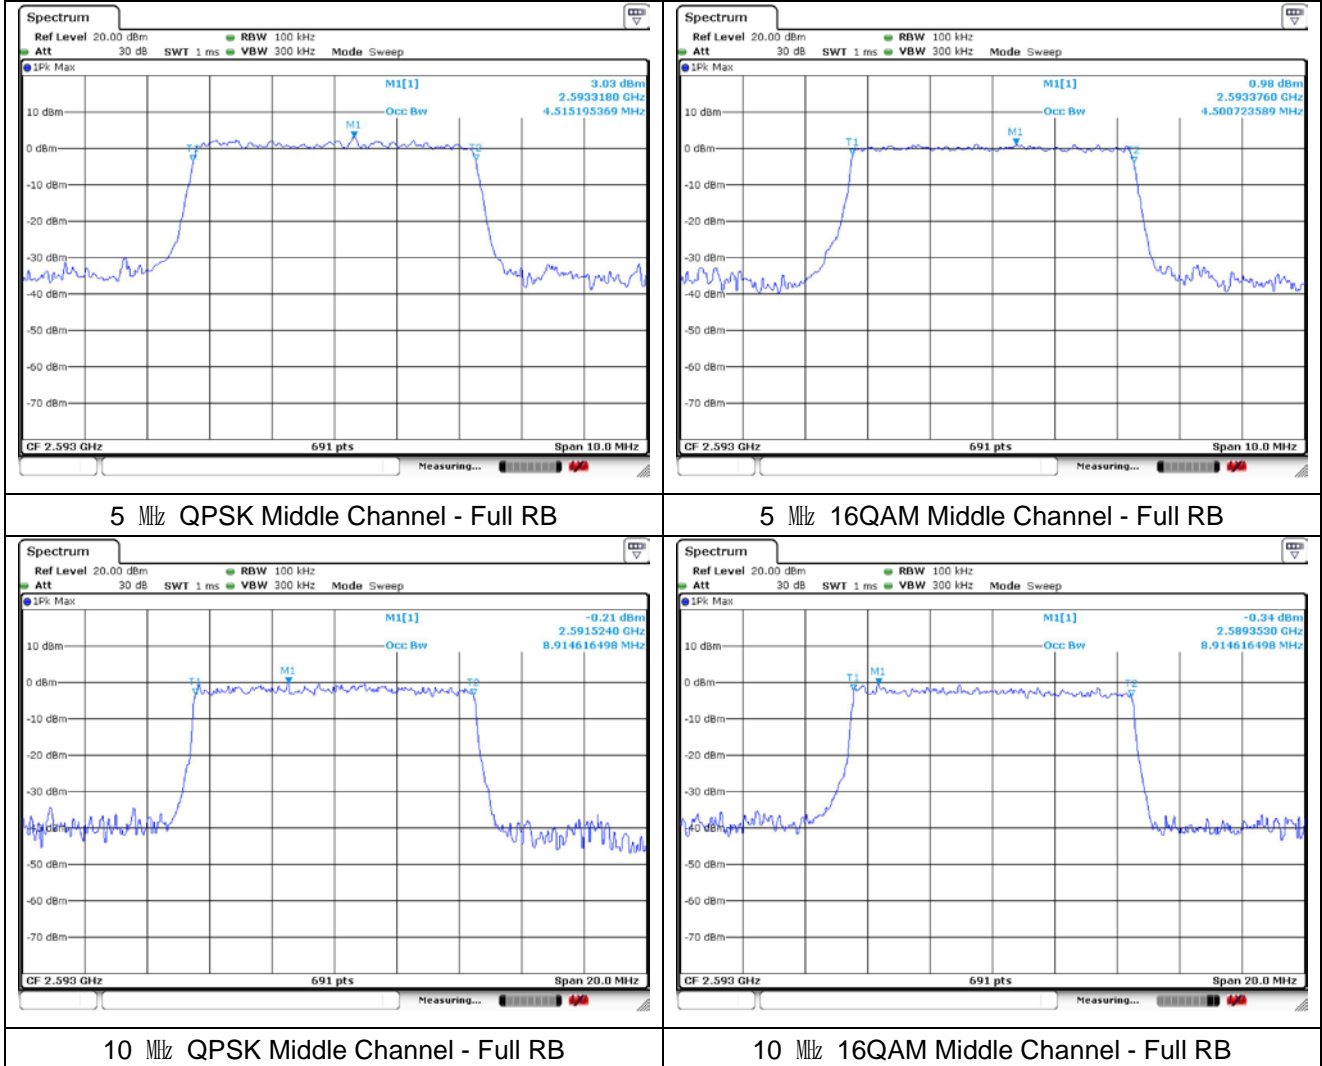 Spectrum
Ref Level 20.00 dBm RBW 100 kHz
Att 30 dB SWT 1 ms VBW 300 kHz Mode Sweep
1Pk Max
M1[1] 3.03 dBm
2.5933180 GHz
Occ Bw 4.515195369 MHz
M1
T1
T2
10 dBm
0 dBm
-10 dBm
-20 dBm
-30 dBm
-40 dBm
-50 dBm
-60 dBm
-70 dBm
CF 2.593 GHz 691 pts Span 10.0 MHz
Measuring...
5 ㎒ QPSK Middle Channel - Full RB
Spectrum
Ref Level 20.00 dBm RBW 100 kHz
Att 30 dB SWT 1 ms VBW 300 kHz Mode Sweep
1Pk Max
M1[1] 0.98 dBm
2.5933760 GHz
Occ Bw 4.500723589 MHz
M1
T1
T2
10 dBm
0 dBm
-10 dBm
-20 dBm
-30 dBm
-40 dBm
-50 dBm
-60 dBm
-70 dBm
CF 2.593 GHz 691 pts Span 10.0 MHz
Measuring...
5 ㎒ 16QAM Middle Channel - Full RB
Spectrum
Ref Level 20.00 dBm RBW 100 kHz
Att 30 dB SWT 1 ms VBW 300 kHz Mode Sweep
1Pk Max
M1[1] -0.21 dBm
2.5915240 GHz
Occ Bw 8.914616498 MHz
M1
T1
T2
10 dBm
0 dBm
-10 dBm
-20 dBm
-30 dBm
-40 dBm
-50 dBm
-60 dBm
-70 dBm
CF 2.593 GHz 691 pts Span 20.0 MHz
Measuring...
10 ㎒ QPSK Middle Channel - Full RB
Spectrum
Ref Level 20.00 dBm RBW 100 kHz
Att 30 dB SWT 1 ms VBW 300 kHz Mode Sweep
1Pk Max
M1[1] -0.34 dBm
2.5893530 GHz
Occ Bw 8.914616498 MHz
T1 M1
T2
10 dBm
0 dBm
-10 dBm
-20 dBm
-30 dBm
-40 dBm
-50 dBm
-60 dBm
-70 dBm
CF 2.593 GHz 691 pts Span 20.0 MHz
Measuring...
10 ㎒ 16QAM Middle Channel - Full RB